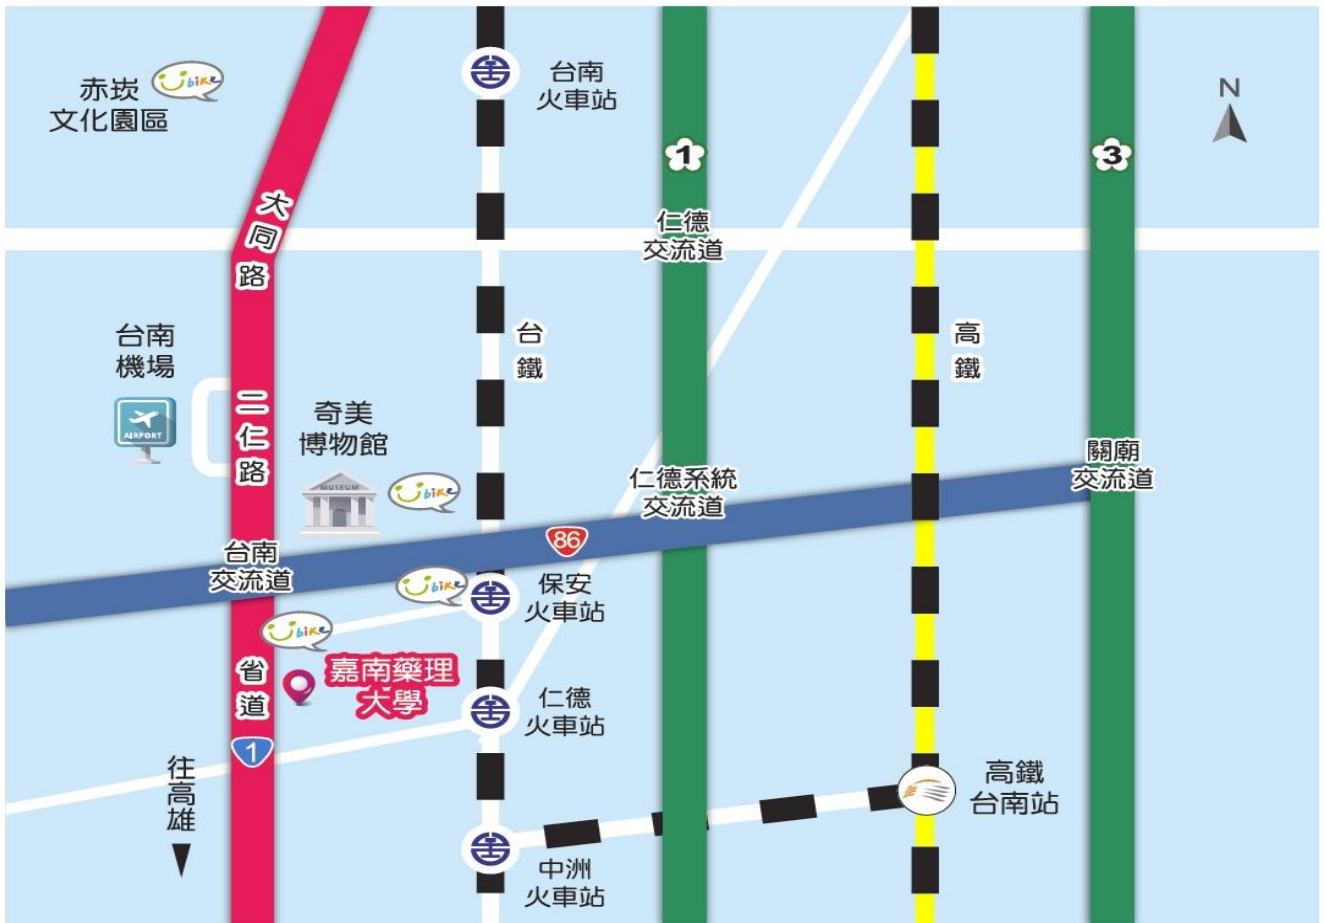 赤崁
文化園區
Ubike
台南
火車站
N
1
3
大同路
仁德
交流道
台南
機場
AIRPORT
二仁路
奇美
博物館
MUSEUM
Ubike
台鐵
高鐵
仁德系統
交流道
關廟
交流道
86
台南
交流道
Ubike
保安
火車站
Ubike
省道
1
嘉南藥理
大學
仁德
火車站
往高雄
高鐵
台南站
中洲
火車站